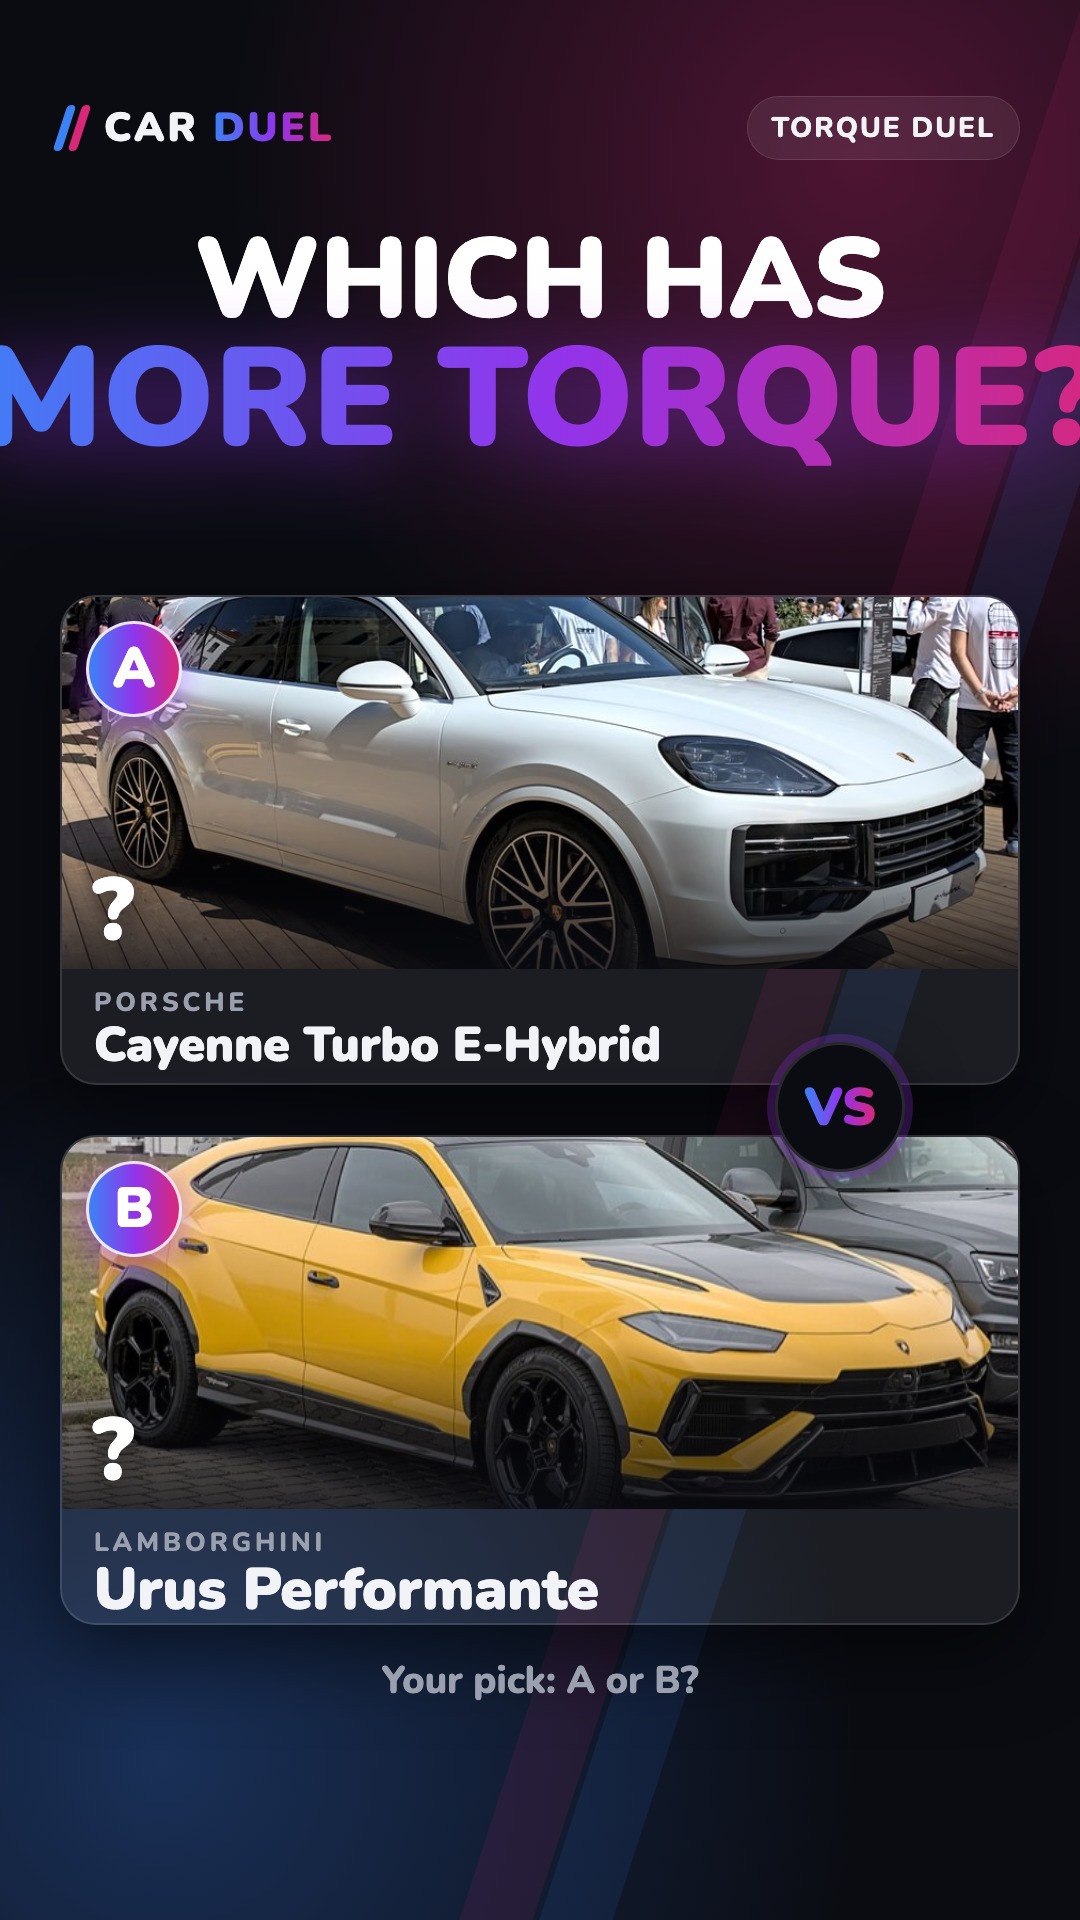 // CAR DUEL
TORQUE DUEL
WHICH HAS
MORE TORQUE?
A
?
PORSCHE
Cayenne Turbo E-Hybrid
VS
B
?
LAMBORGHINI
Urus Performante
Your pick: A or B?